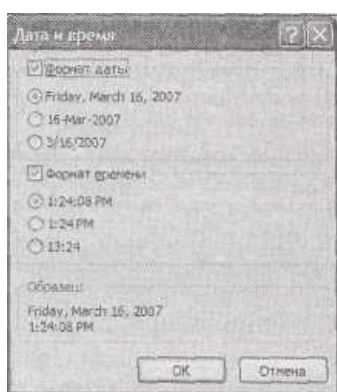 Дата и время
Формат даты
Friday, March 16, 2007
16-Mar-2007
3/16/2007
Формат времени
1:24:08 PM
1:24 PM
13:24
Образец:
Friday, March 16, 2007
1:24:08 PM
OK Отмена